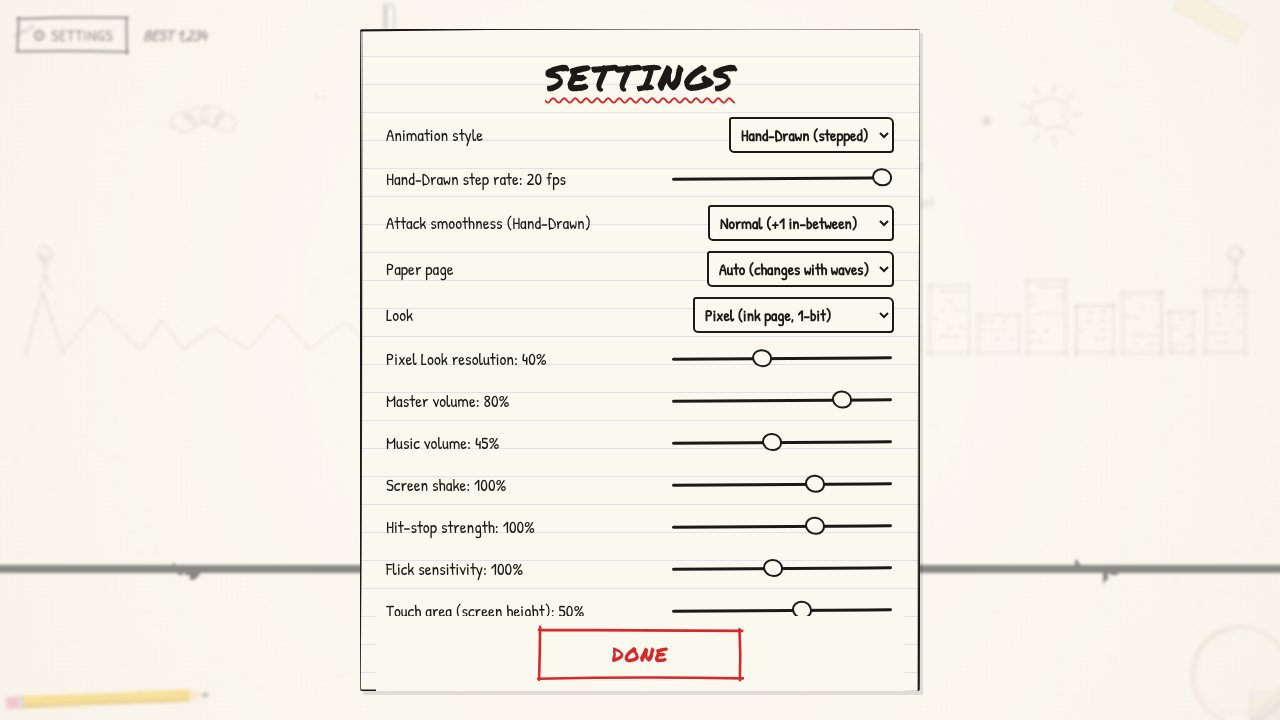 ⚙ SETTINGS
BEST 1,234
SETTINGS
Animation style
Hand-Drawn (stepped)
Hand-Drawn step rate: 20 fps
Attack smoothness (Hand-Drawn)
Normal (+1 in-between)
Paper page
Auto (changes with waves)
Look
Pixel (ink page, 1-bit)
Pixel Look resolution: 40%
Master volume: 80%
Music volume: 45%
Screen shake: 100%
Hit-stop strength: 100%
Flick sensitivity: 100%
Touch area (screen height): 50%
DONE